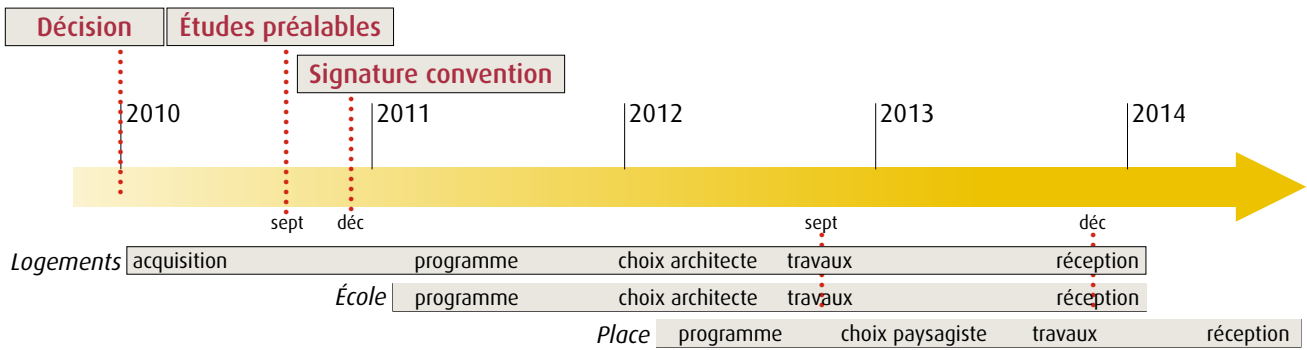 Décision
Études préalables
Signature convention
2010
2011
2012
2013
2014
sept
déc
sept
déc
Logements acquisition programme choix architecte travaux réception
École programme choix architecte travaux réception
Place programme choix paysagiste travaux réception